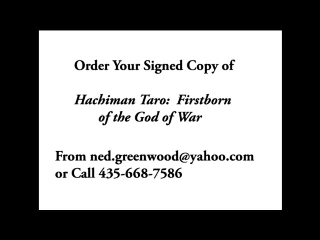 Order Your Signed Copy of
Hachiman Taro: Firstborn
of the God of War
From ned.greenwood@yahoo.com
or Call 435-668-7586